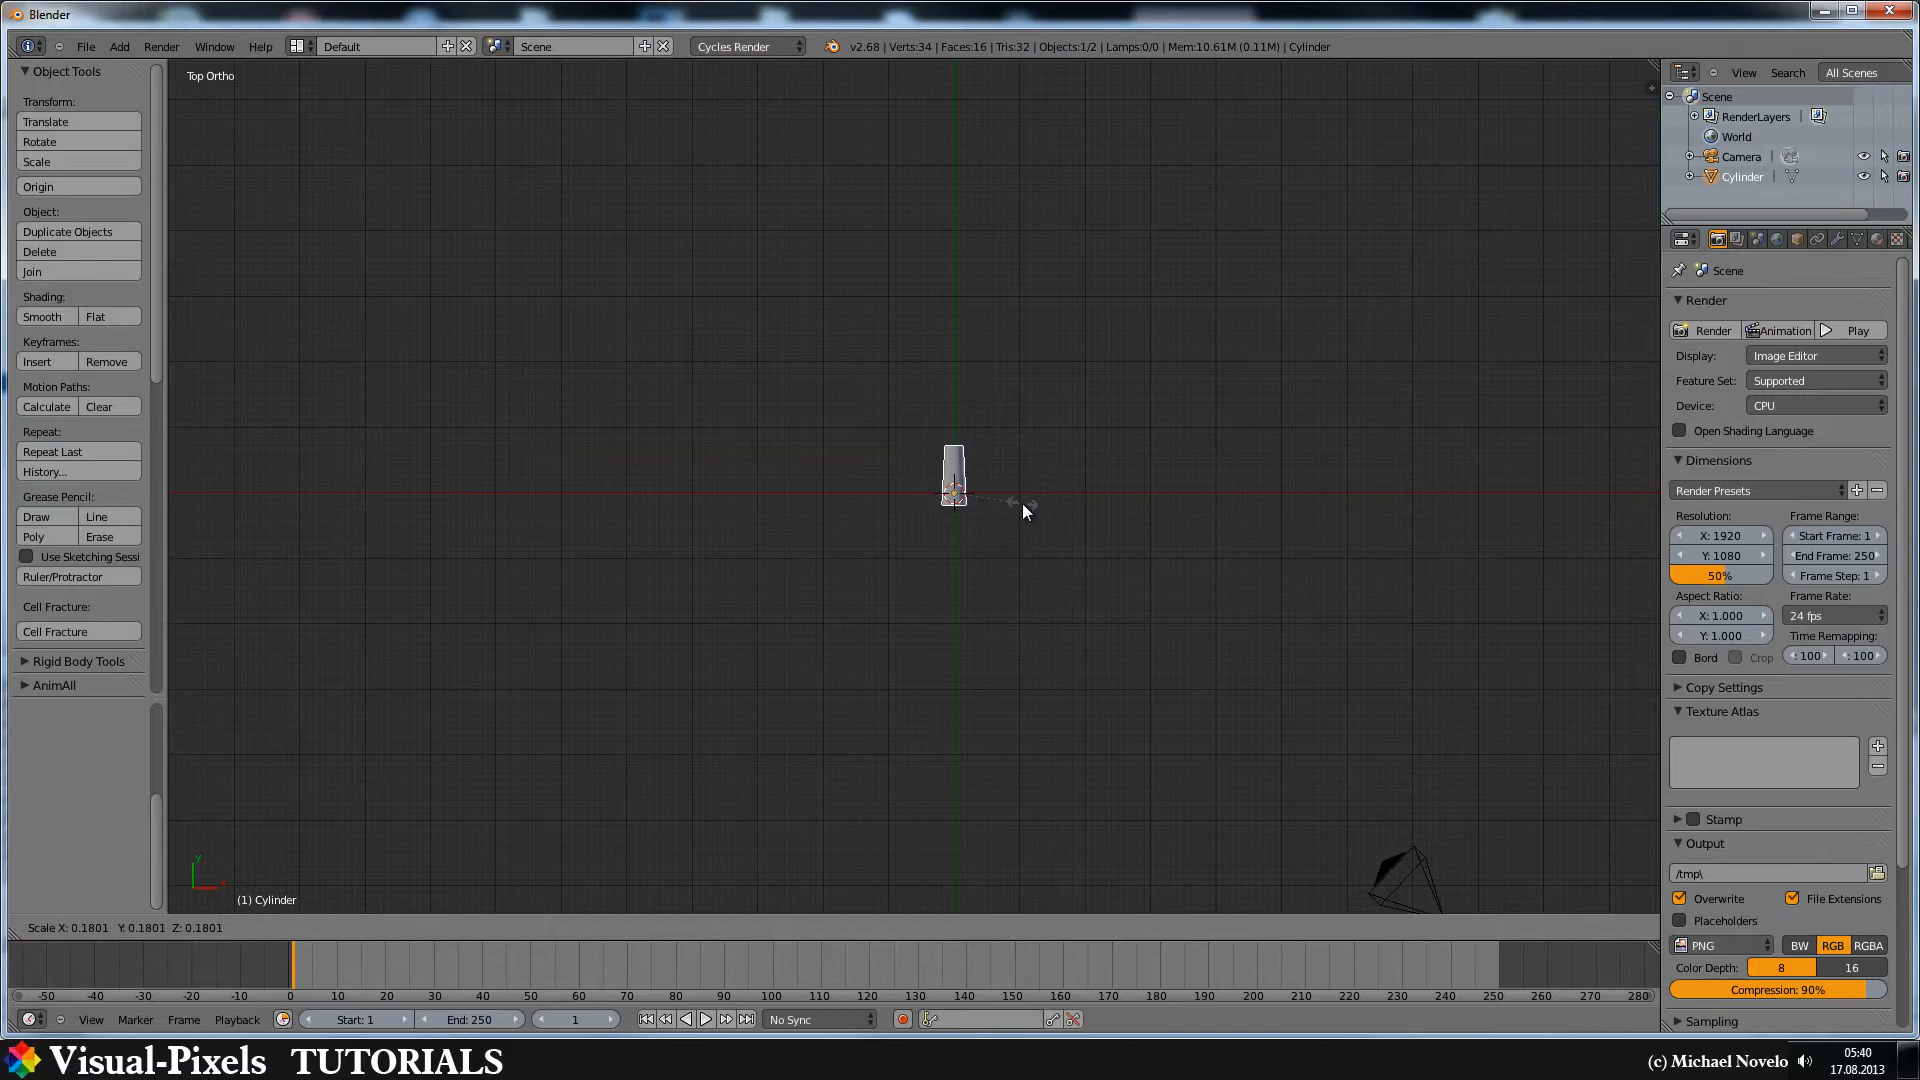 Blender
File Add Render Window Help Default Scene Cycles Render v2.68 | Verts:34 | Faces:16 | Tris:32 | Objects:1/2 | Lamps:0/0 | Mem:10.61M (0.11M) | Cylinder
Object Tools
Transform:
Translate
Rotate
Scale
Origin
Object:
Duplicate Objects
Delete
Join
Shading:
Smooth Flat
Keyframes:
Insert Remove
Motion Paths:
Calculate Clear
Repeat:
Repeat Last
History...
Grease Pencil:
Draw Line
Poly Erase
Use Sketching Sessi
Ruler/Protractor
Cell Fracture:
Cell Fracture
Rigid Body Tools
AnimAll
Top Ortho
y
x
(1) Cylinder
View Search All Scenes
Scene
RenderLayers |
World
Camera |
Cylinder |
Scene
Render
Render Animation Play
Display: Image Editor
Feature Set: Supported
Device: CPU
Open Shading Language
Dimensions
Render Presets
Resolution: Frame Range:
X: 1920 Start Frame: 1
Y: 1080 End Frame: 250
50% Frame Step: 1
Aspect Ratio: Frame Rate:
X: 1.000 24 fps
Y: 1.000 Time Remapping:
Bord Crop : 100 : 100
Copy Settings
Texture Atlas
Stamp
Output
/tmp\
Overwrite File Extensions
Placeholders
PNG BW RGB RGBA
Color Depth: 8 16
Compression: 90%
Sampling
Scale X: 0.1801 Y: 0.1801 Z: 0.1801
-50 -40 -30 -20 -10 0 10 20 30 40 50 60 70 80 90 100 110 120 130 140 150 160 170 180 190 200 210 220 230 240 250 260 270 280
View Marker Frame Playback Start: 1 End: 250 1 No Sync
Visual-Pixels TUTORIALS
(c) Michael Novelo
05:40
17.08.2013